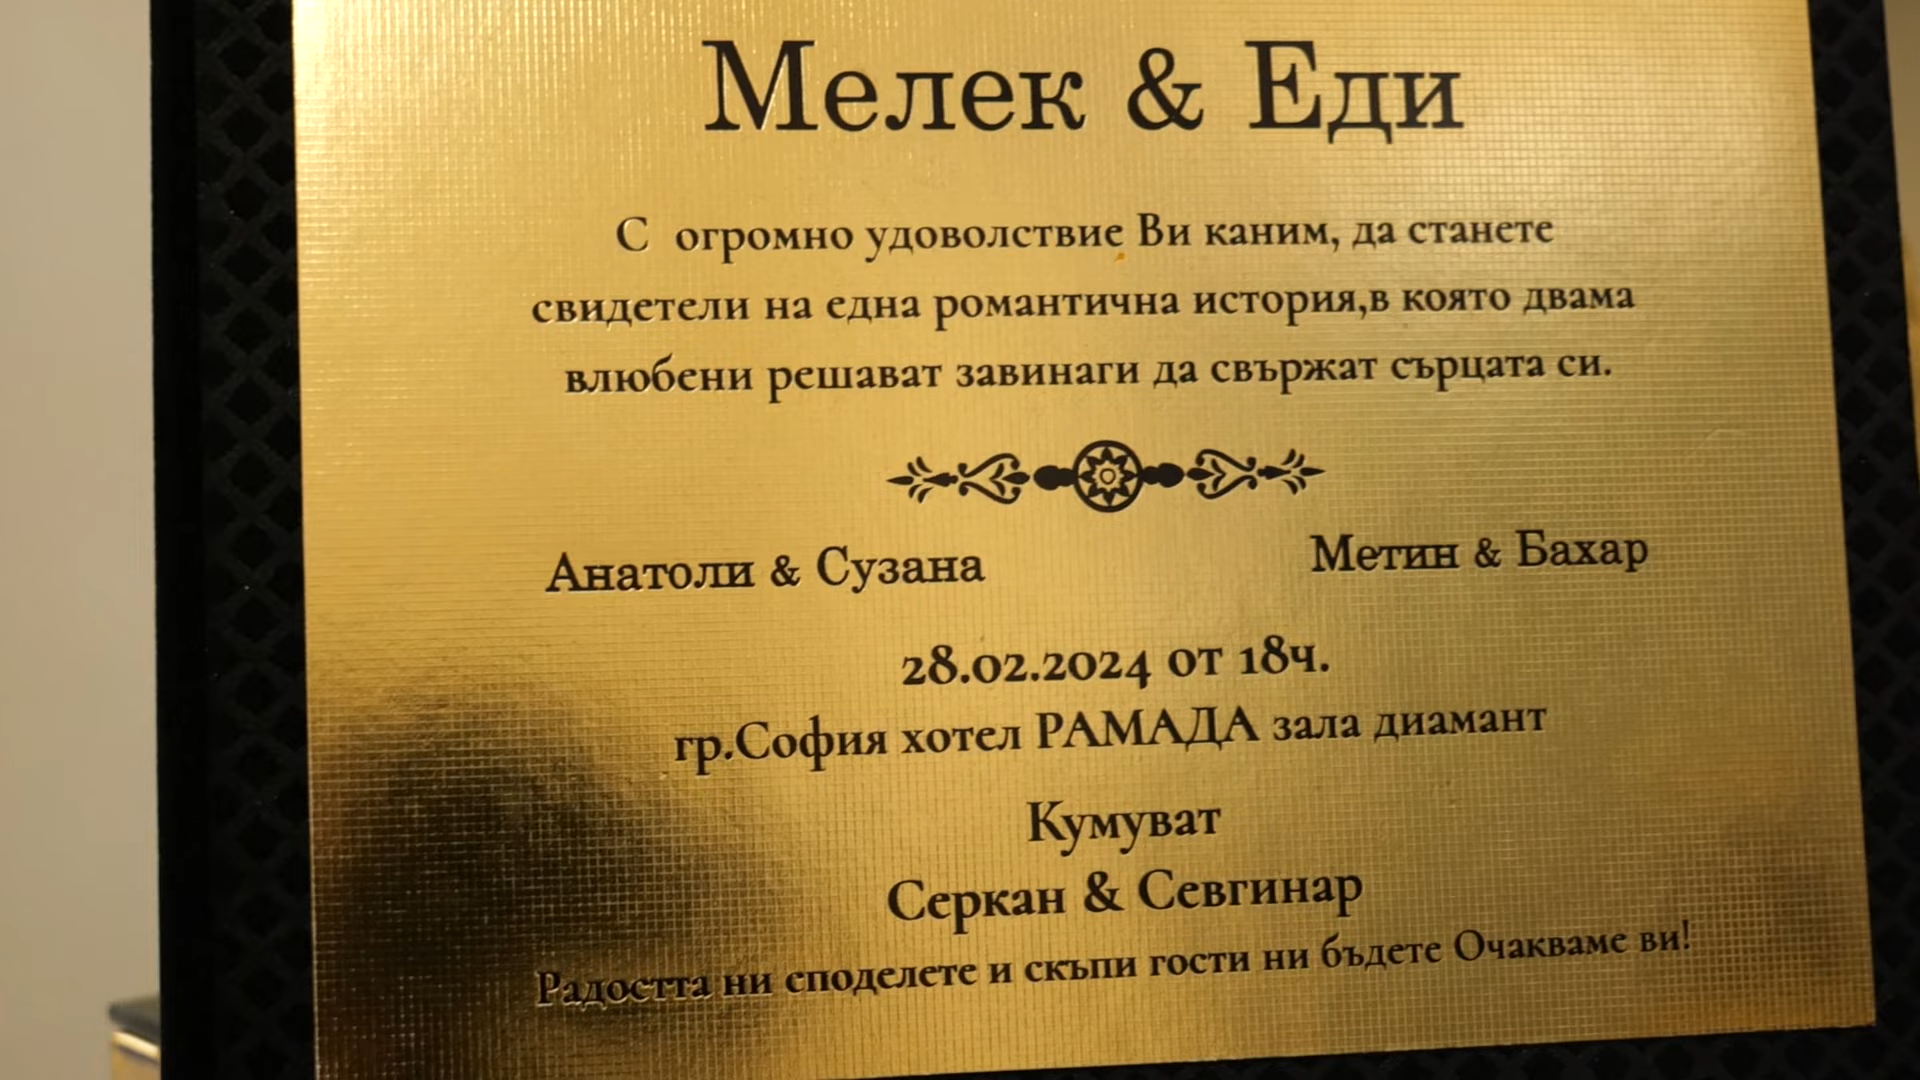 Мелек & Еди
С огромно удоволствие Ви каним, да станете
свидетели на една романтична история,в която двама
влюбени решават завинаги да свържат сърцата си.
Анатоли & Сузана
Метин & Бахар
28.02.2024 от 18ч.
гр.София хотел РАМАДА зала диамант
Кумуват
Серкан & Севгинар
Радостта ни споделете и скъпи гости ни бъдете Очакваме ви!